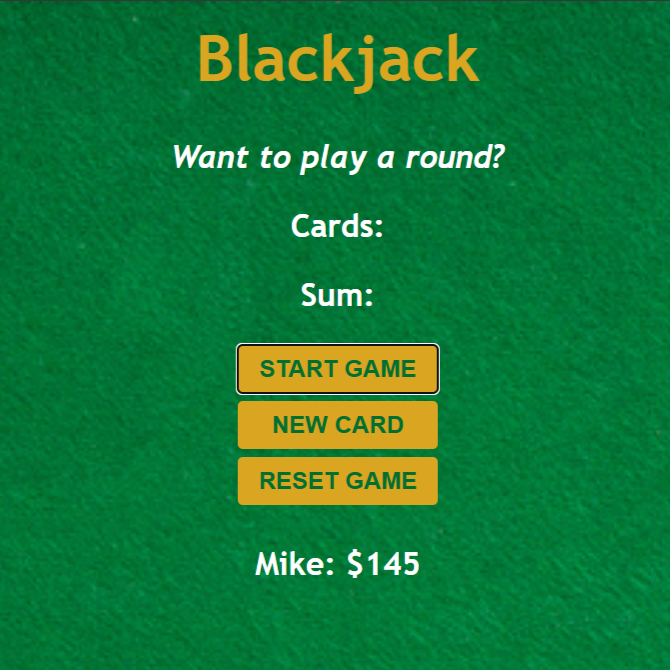 Blackjack
Want to play a round?
Cards:
Sum:
START GAME
NEW CARD
RESET GAME
Mike: $145